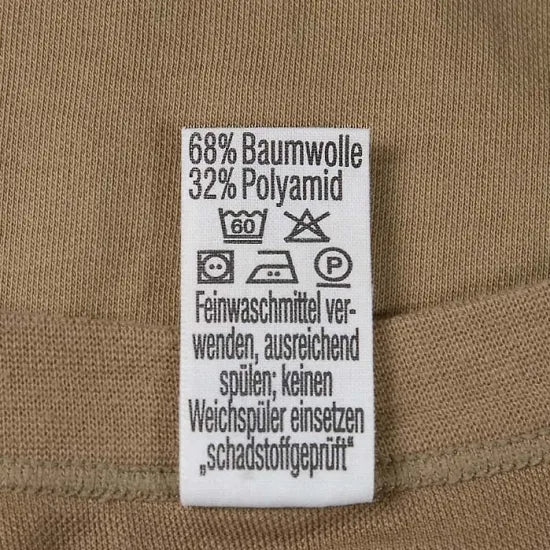 68% Baumwolle
32% Polyamid
60
P
Feinwaschmittel ver-
wenden, ausreichend
spülen; keinen
Weichspüler einsetzen
„schadstoffgeprüft“